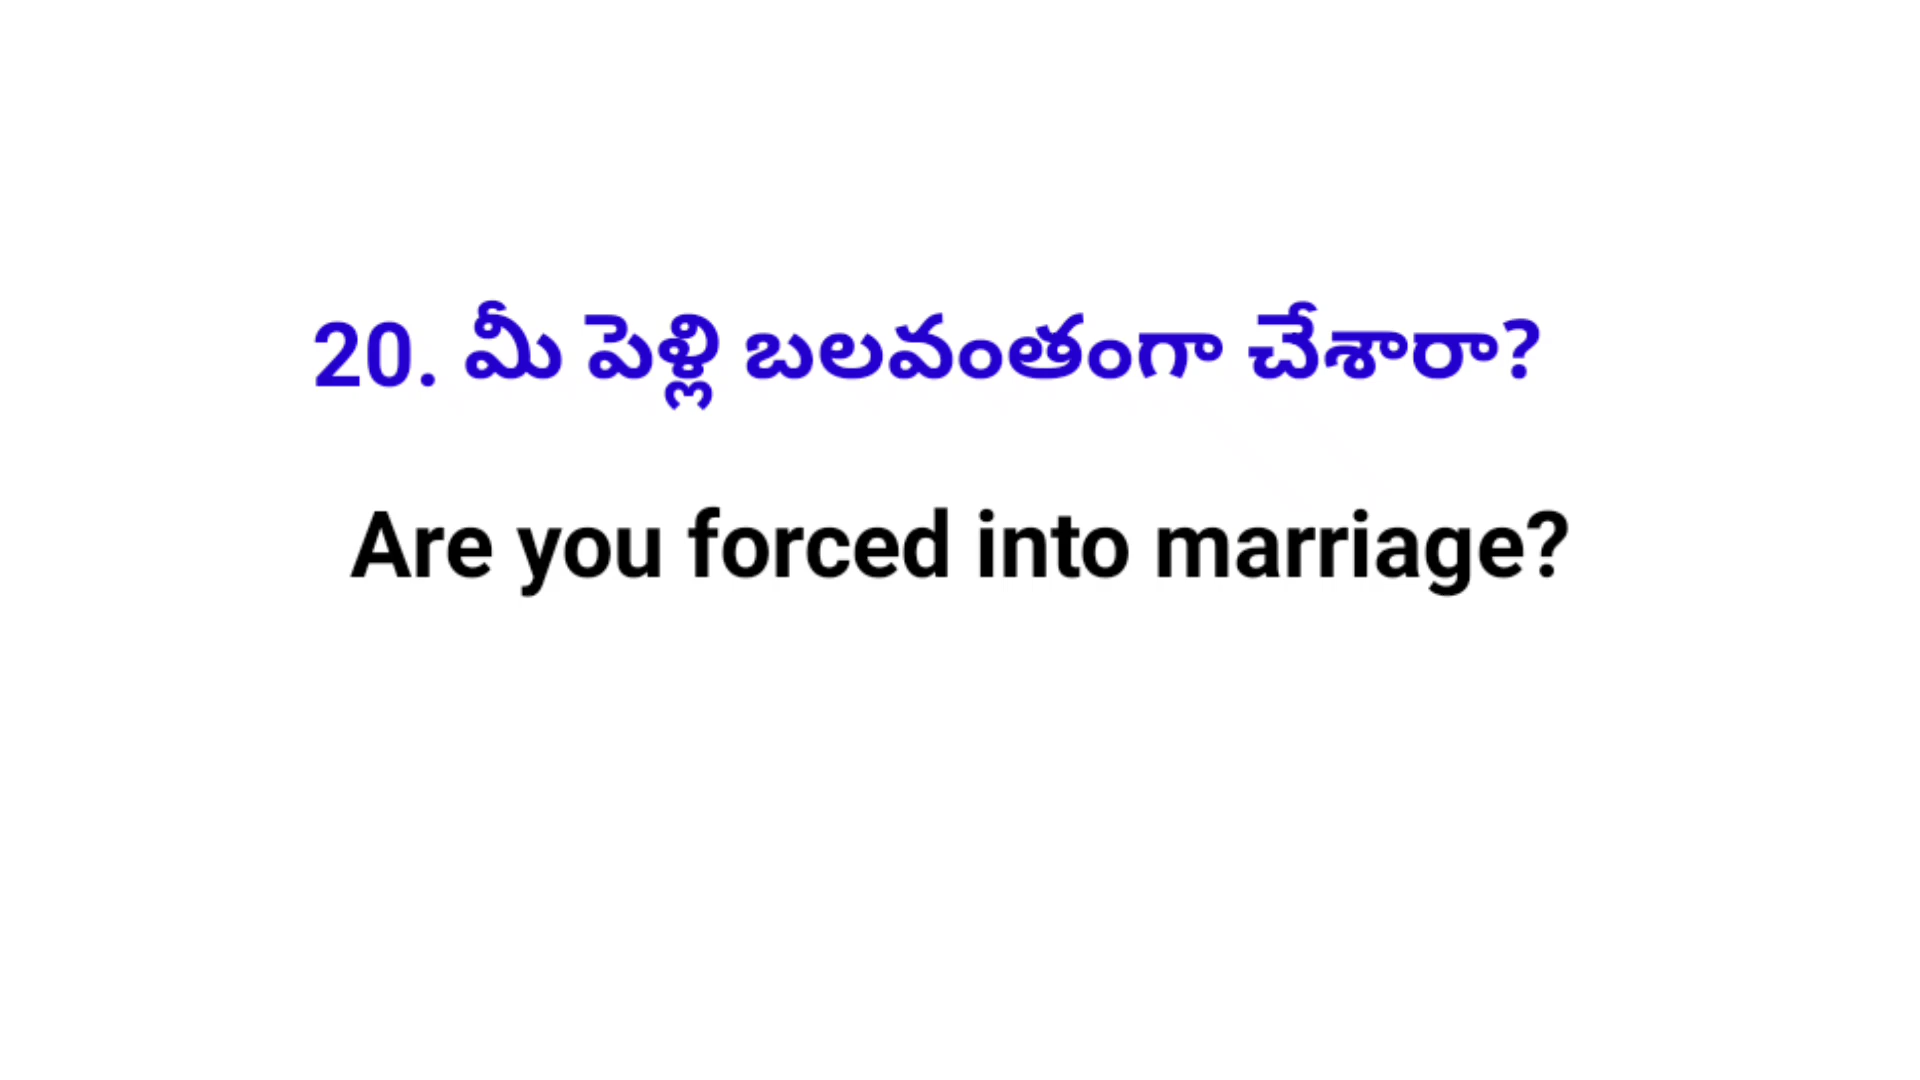 20. మీ పెళ్లి బలవంతంగా చేశారా?
Are you forced into marriage?